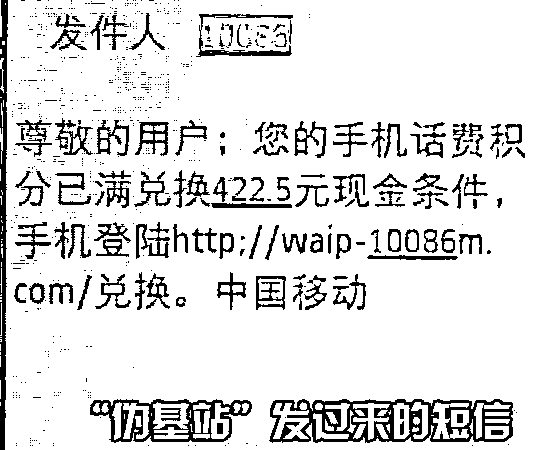 发件人 10086
尊敬的用户；您的手机话费积
分已满兑换422.5元现金条件，
手机登陆http;//waip-10086m.
com/兑换。中国移动
“伪基站”发过来的短信